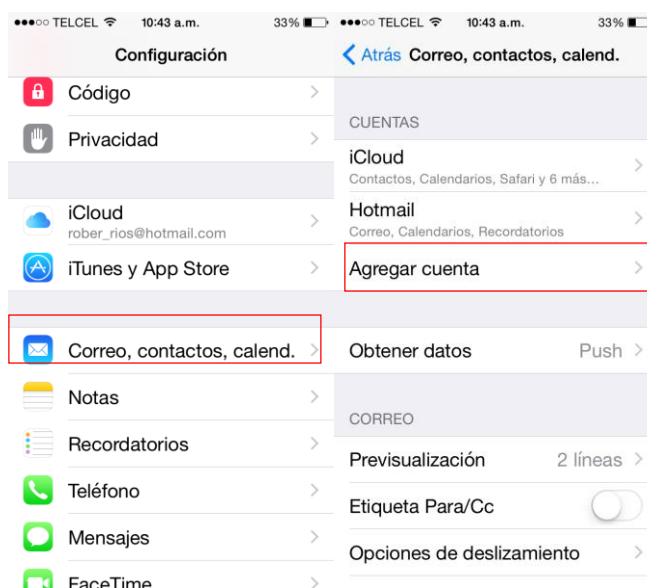 TELCEL 10:43 a.m. 33%
Configuración
Código
Privacidad
iCloud
rober_rios@hotmail.com
iTunes y App Store
Correo, contactos, calend.
Notas
Recordatorios
Teléfono
Mensajes
FaceTime
TELCEL 10:43 a.m. 33%
Atrás Correo, contactos, calend.
CUENTAS
iCloud
Contactos, Calendarios, Safari y 6 más...
Hotmail
Correo, Calendarios, Recordatorios
Agregar cuenta
Obtener datos Push
CORREO
Previsualización 2 líneas
Etiqueta Para/Cc
Opciones de deslizamiento